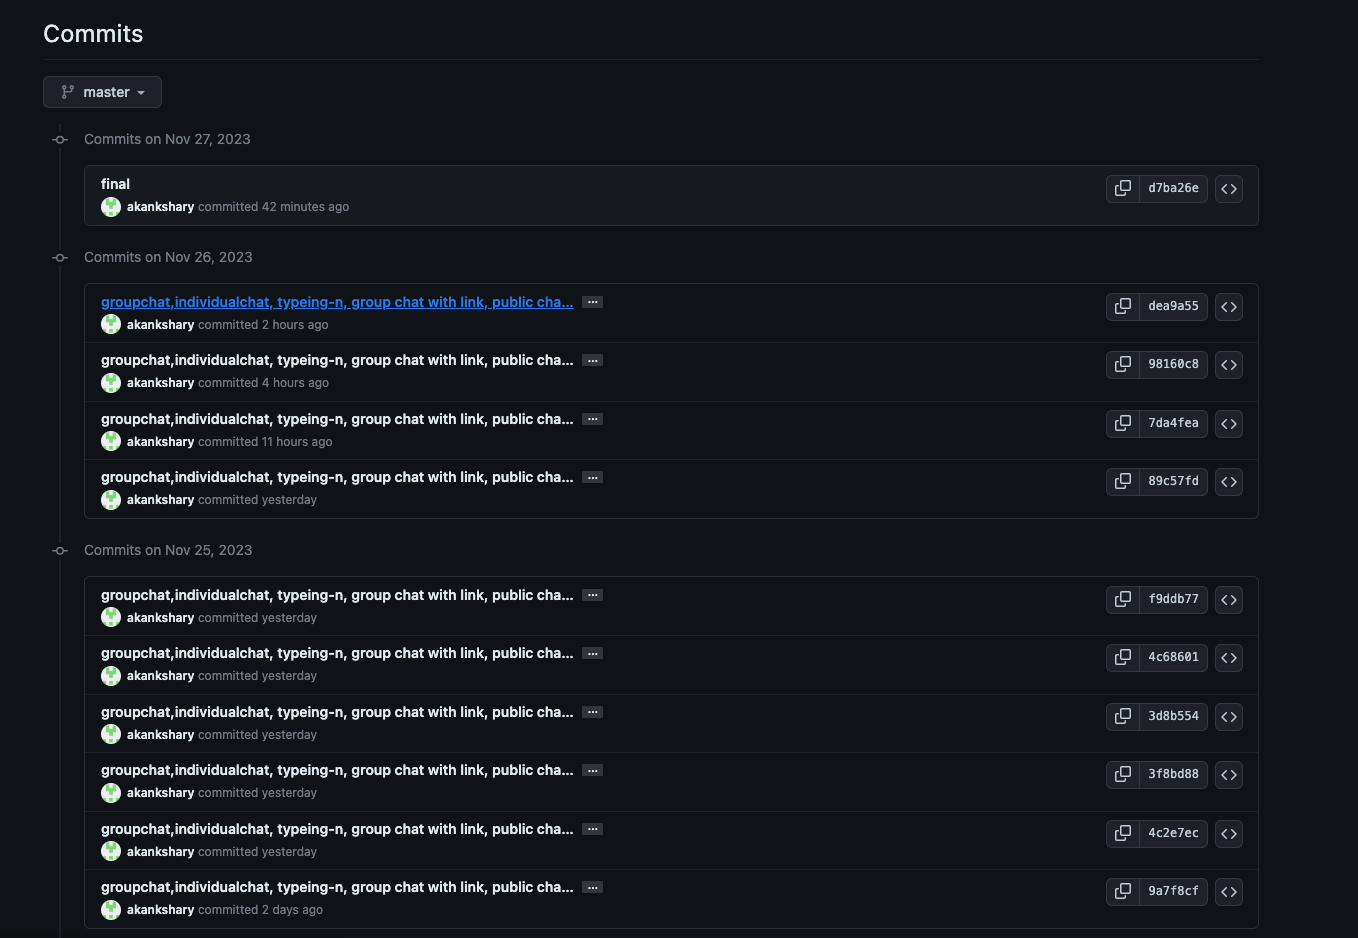 Commits
master
Commits on Nov 27, 2023
final
d7ba26e
akankshary committed 42 minutes ago
Commits on Nov 26, 2023
groupchat,individualchat, typeing-n, group chat with link, public cha... ...
dea9a55
akankshary committed 2 hours ago
groupchat,individualchat, typeing-n, group chat with link, public cha... ...
98160c8
akankshary committed 4 hours ago
groupchat,individualchat, typeing-n, group chat with link, public cha... ...
7da4fea
akankshary committed 11 hours ago
groupchat,individualchat, typeing-n, group chat with link, public cha... ...
89c57fd
akankshary committed yesterday
Commits on Nov 25, 2023
groupchat,individualchat, typeing-n, group chat with link, public cha... ...
f9ddb77
akankshary committed yesterday
groupchat,individualchat, typeing-n, group chat with link, public cha... ...
4c68601
akankshary committed yesterday
groupchat,individualchat, typeing-n, group chat with link, public cha... ...
3d8b554
akankshary committed yesterday
groupchat,individualchat, typeing-n, group chat with link, public cha... ...
3f8bd88
akankshary committed yesterday
groupchat,individualchat, typeing-n, group chat with link, public cha... ...
4c2e7ec
akankshary committed yesterday
groupchat,individualchat, typeing-n, group chat with link, public cha... ...
9a7f8cf
akankshary committed 2 days ago